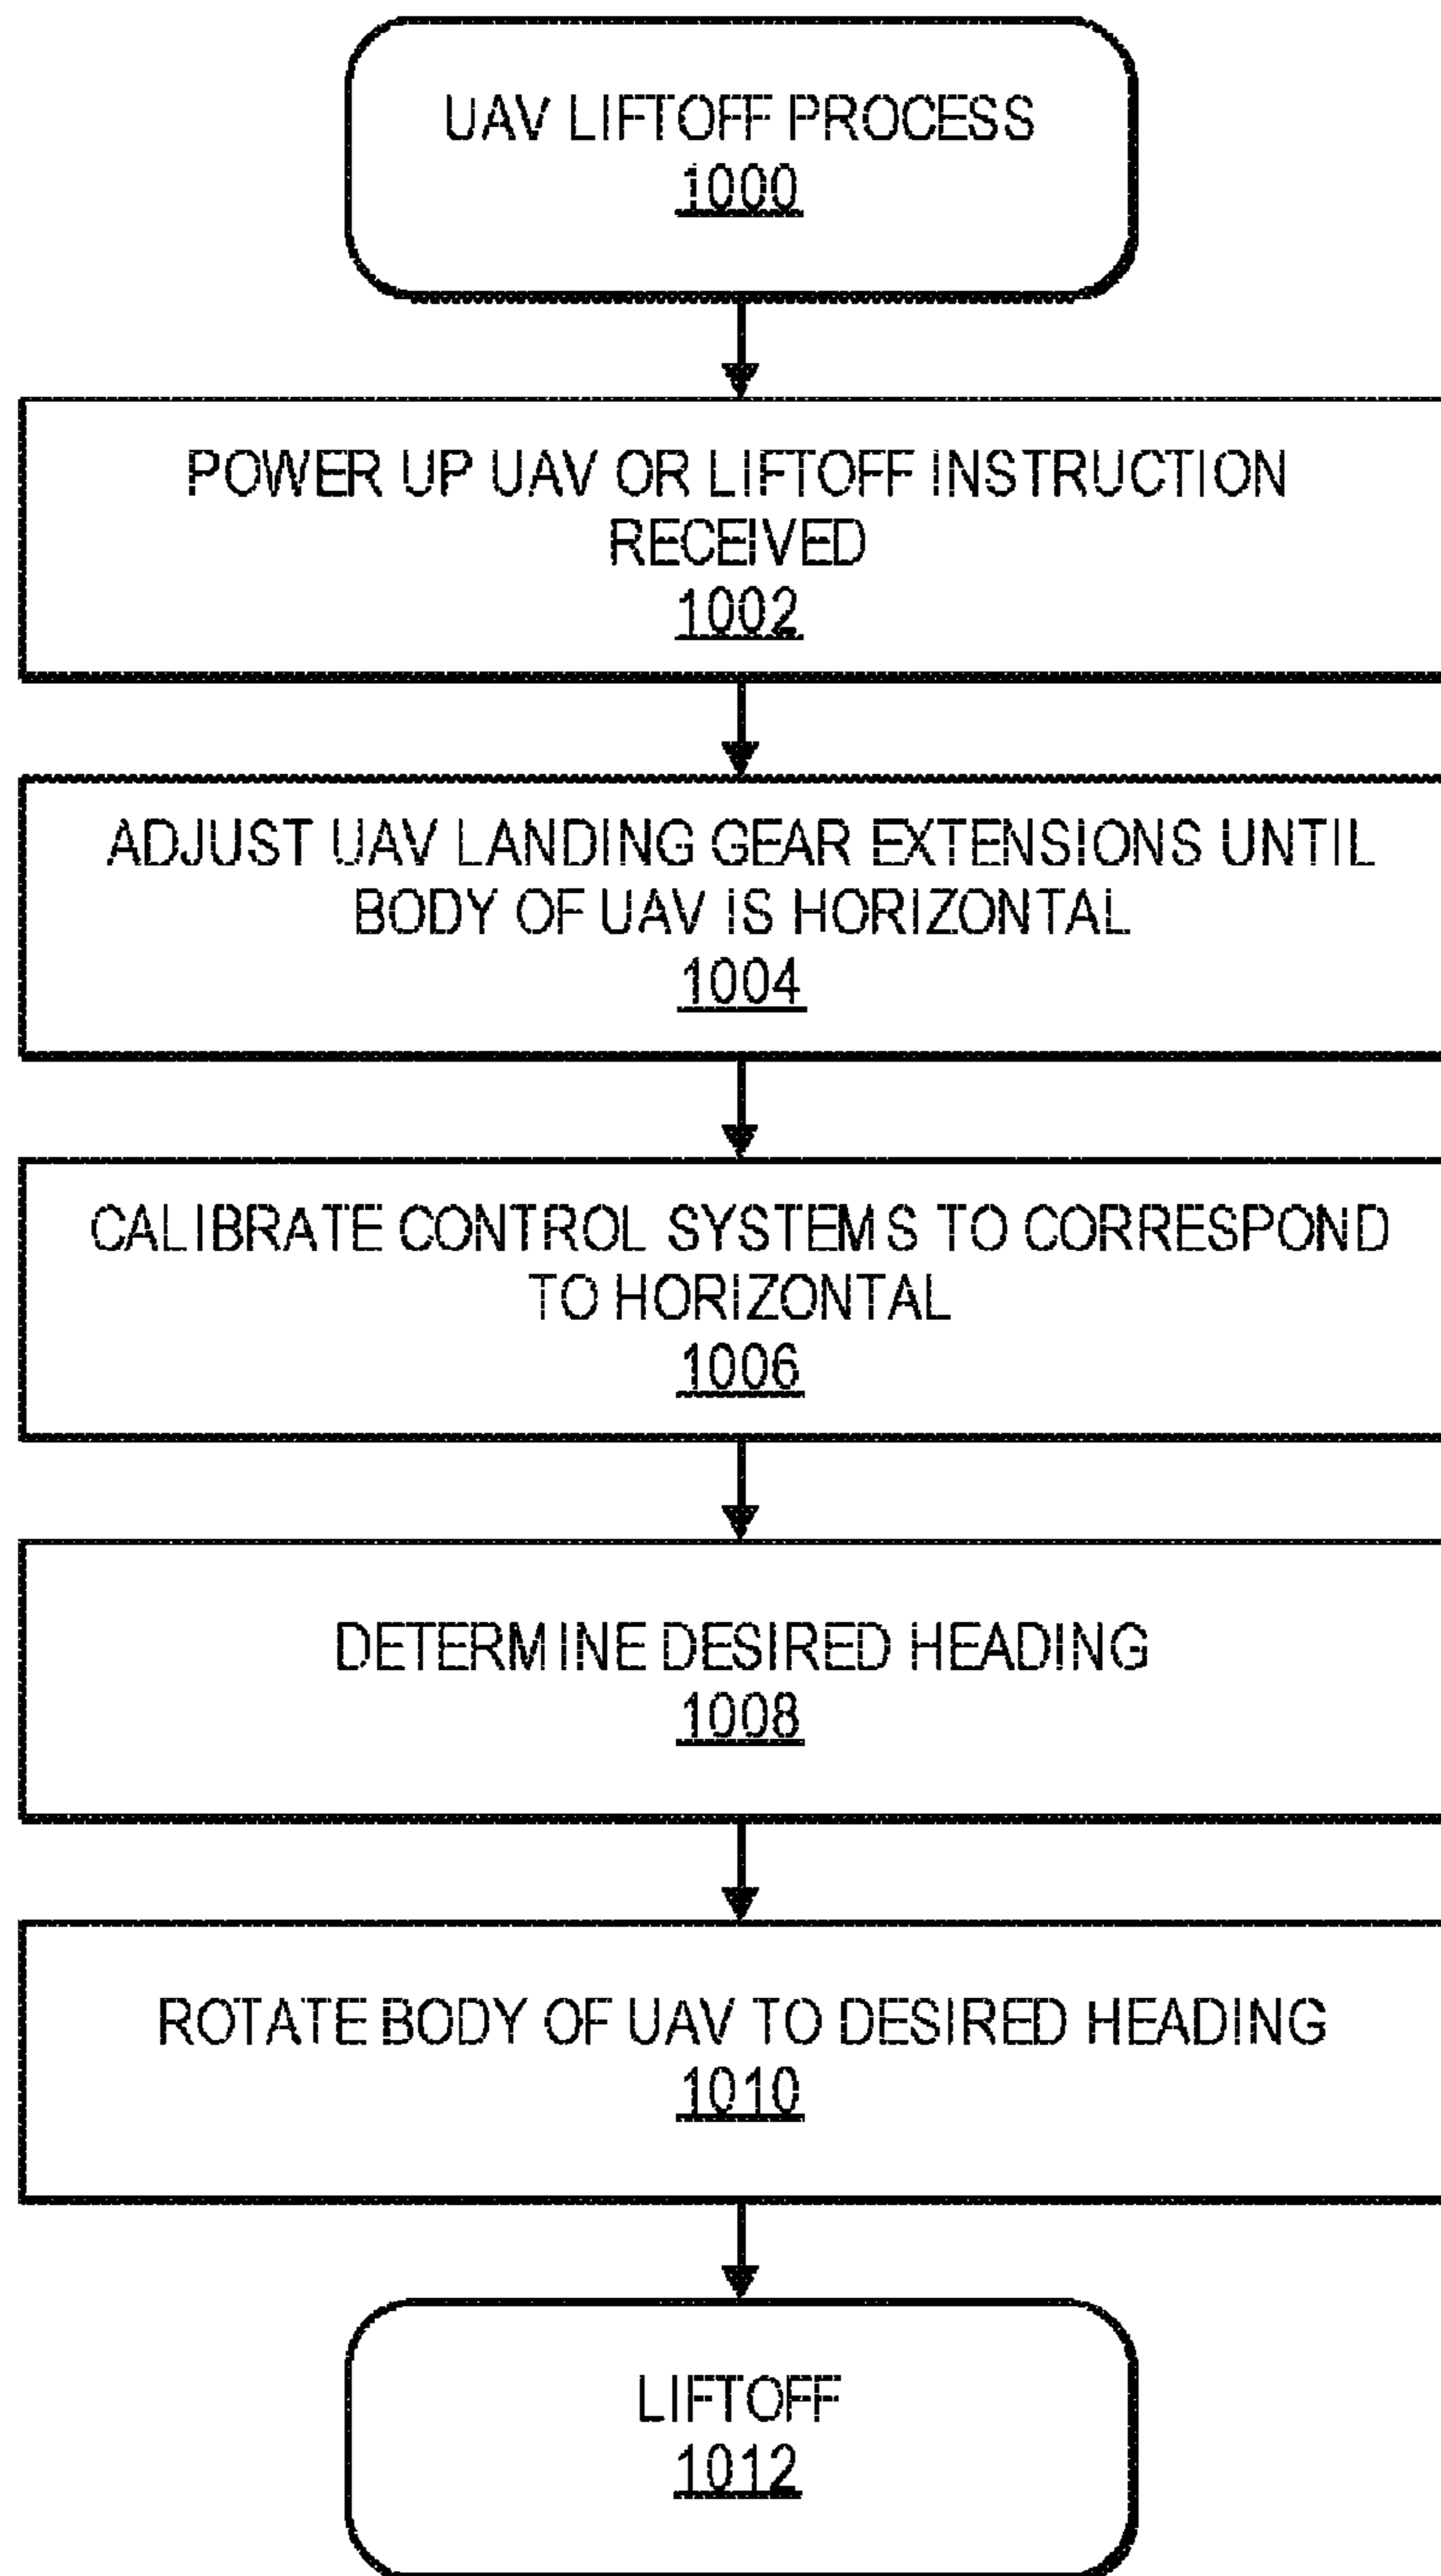 UAV LIFTOFF PROCESS
1000
POWER UP UAV OR LIFTOFF INSTRUCTION
RECEIVED
1002
ADJUST UAV LANDING GEAR EXTENSIONS UNTIL
BODY OF UAV IS HORIZONTAL
1004
CALIBRATE CONTROL SYSTEMS TO CORRESPOND
TO HORIZONTAL
1006
DETERMINE DESIRED HEADING
1008
ROTATE BODY OF UAV TO DESIRED HEADING
1010
LIFTOFF
1012